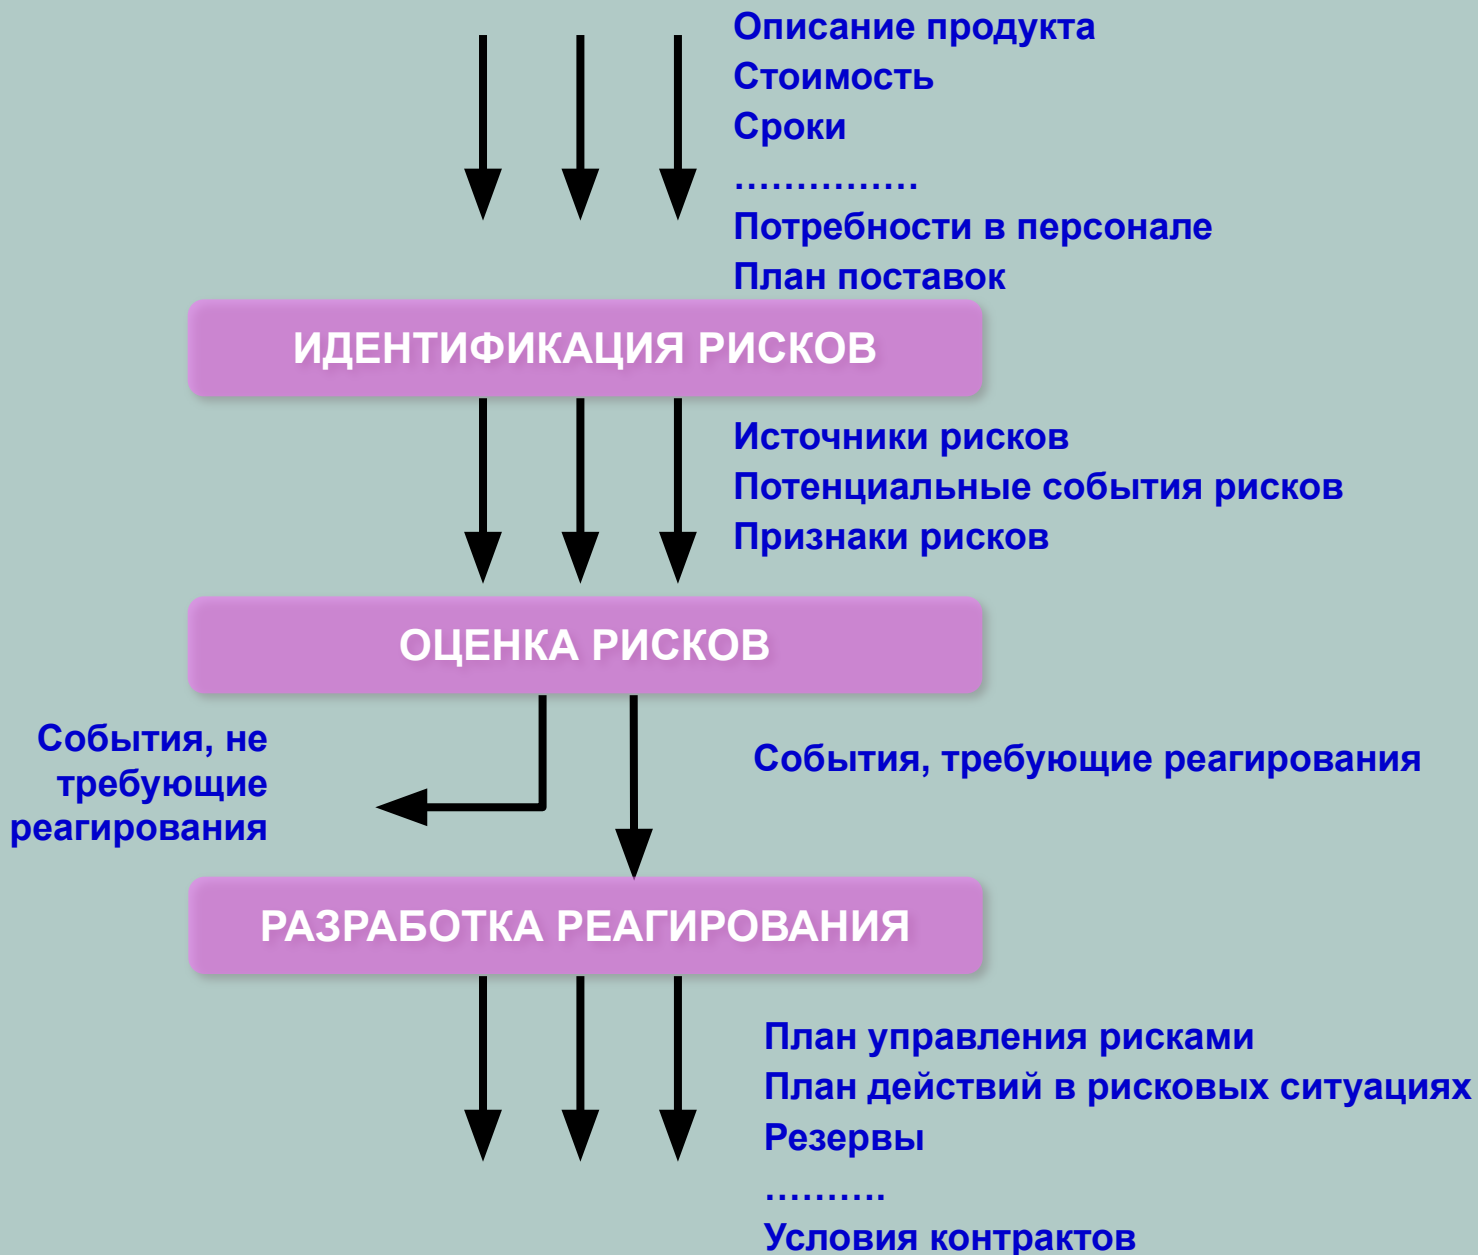 Описание продукта
Стоимость
Сроки
……………
Потребности в персонале
План поставок
ИДЕНТИФИКАЦИЯ РИСКОВ
Источники рисков
Потенциальные события рисков
Признаки рисков
ОЦЕНКА РИСКОВ
События, не
требующие
реагирования
События, требующие реагирования
РАЗРАБОТКА РЕАГИРОВАНИЯ
План управления рисками
План действий в рисковых ситуациях
Резервы
……….
Условия контрактов